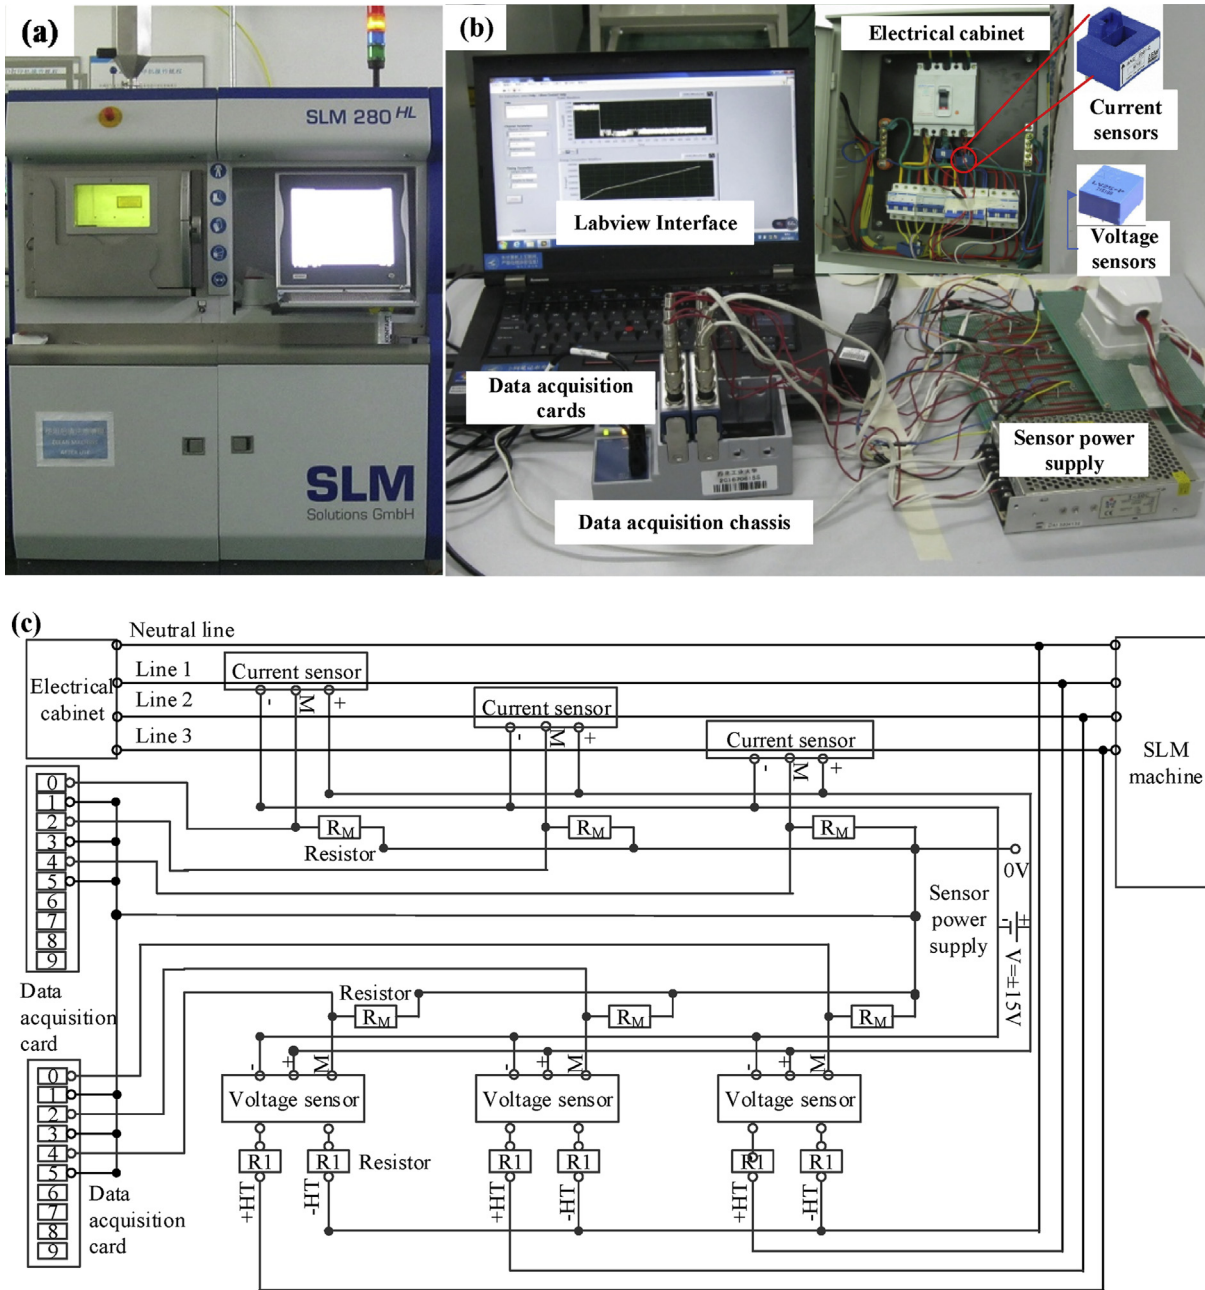 (a)
SLM 280 HL
SLM
Solutions GmbH
(b)
Electrical cabinet
Current
sensors
Voltage
sensors
Labview Interface
Data acquisition
cards
Sensor power
supply
Data acquisition chassis
(c)
Neutral line
Line 1
Line 2
Line 3
Electrical
cabinet
Current sensor
- M +
Current sensor
- M +
Current sensor
- M +
SLM
machine
0
1
2
3
4
5
6
7
8
9
Data
acquisition
card
RM
Resistor
RM
RM
0V
Sensor
power
supply
- +
V=±15V
Resistor
RM
RM
RM
- + M
Voltage sensor
- + M
Voltage sensor
- + M
Voltage sensor
0
1
2
3
4
5
6
7
8
9
Data
acquisition
card
R1
R1
Resistor
R1
R1
R1
R1
HT+
HT-
HT+
HT-
HT+
HT-